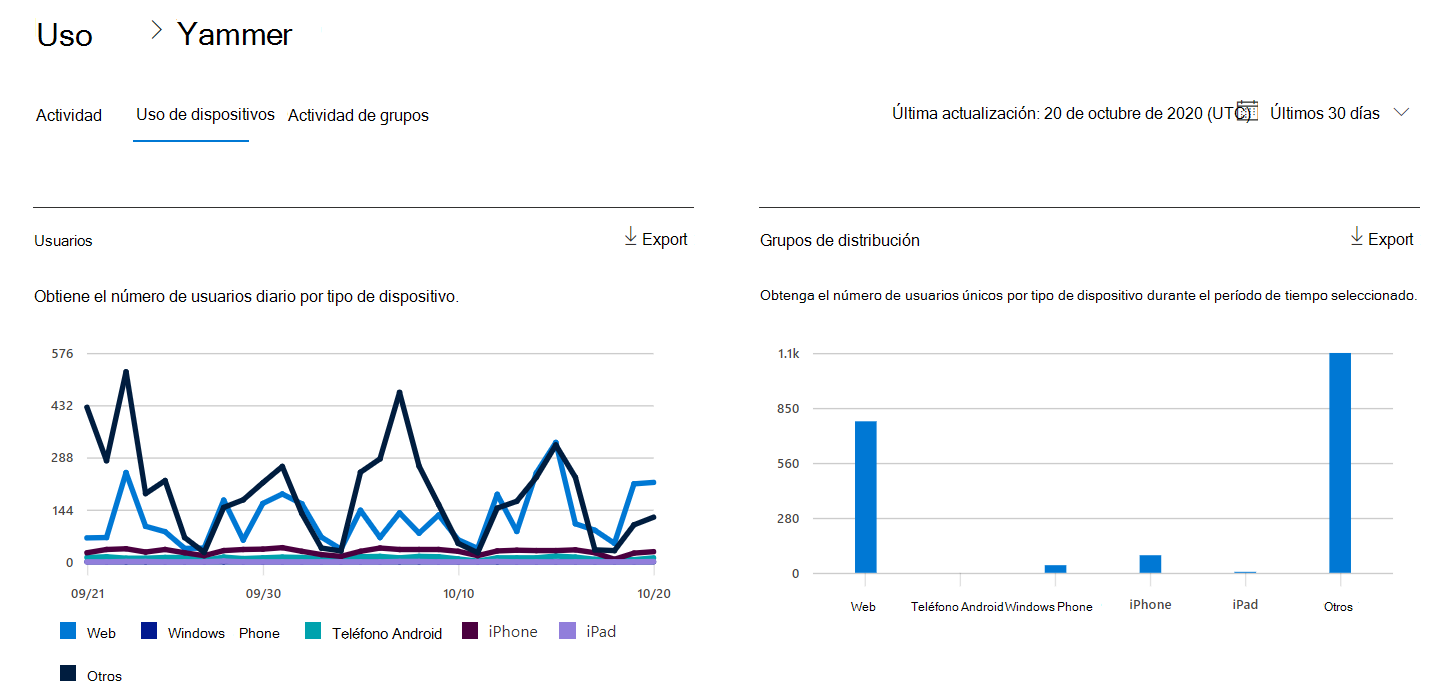 Uso > Yammer
Actividad Uso de dispositivos Actividad de grupos
Última actualización: 20 de octubre de 2020 (UTC) Últimos 30 días
Usuarios
Export
Obtiene el número de usuarios diario por tipo de dispositivo.
576
432
288
144
0
09/21 09/30 10/10 10/20
Web Windows Phone Teléfono Android iPhone iPad
Otros
Grupos de distribución
Export
Obtenga el número de usuarios únicos por tipo de dispositivo durante el período de tiempo seleccionado.
1.1k
850
560
280
0
Web Teléfono Android Windows Phone iPhone iPad Otros